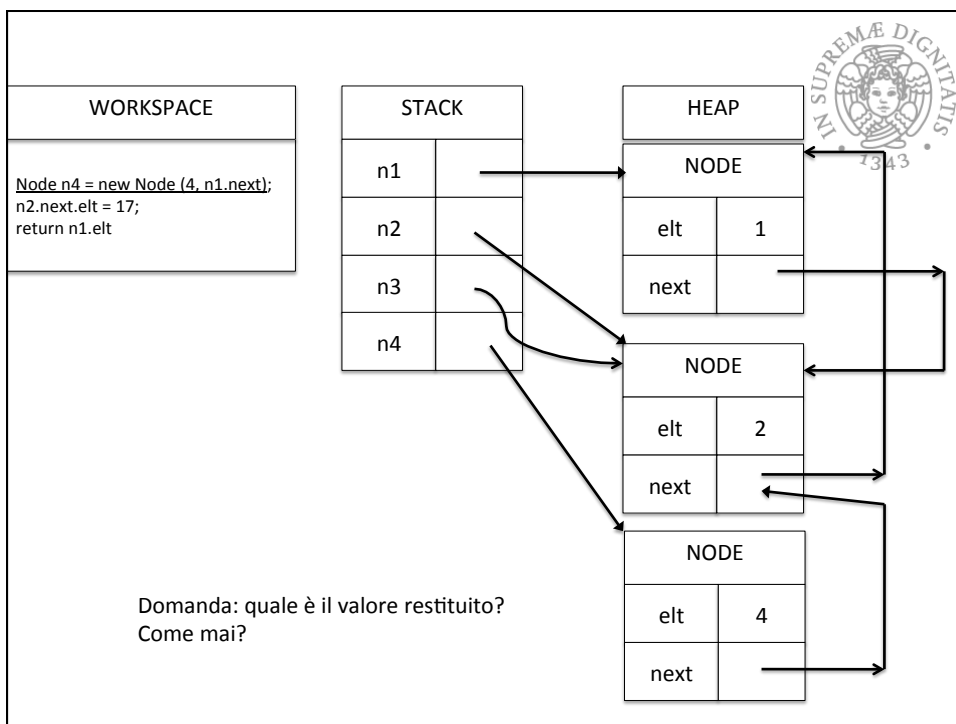 IN SUPREMÆ DIGNITATIS
• 1343 •
WORKSPACE
Node n4 = new Node (4, n1.next);
n2.next.elt = 17;
return n1.elt
STACK
n1
n2
n3
n4
HEAP
NODE
elt 1
next
NODE
elt 2
next
NODE
elt 4
next
Domanda: quale è il valore restituito?
Come mai?